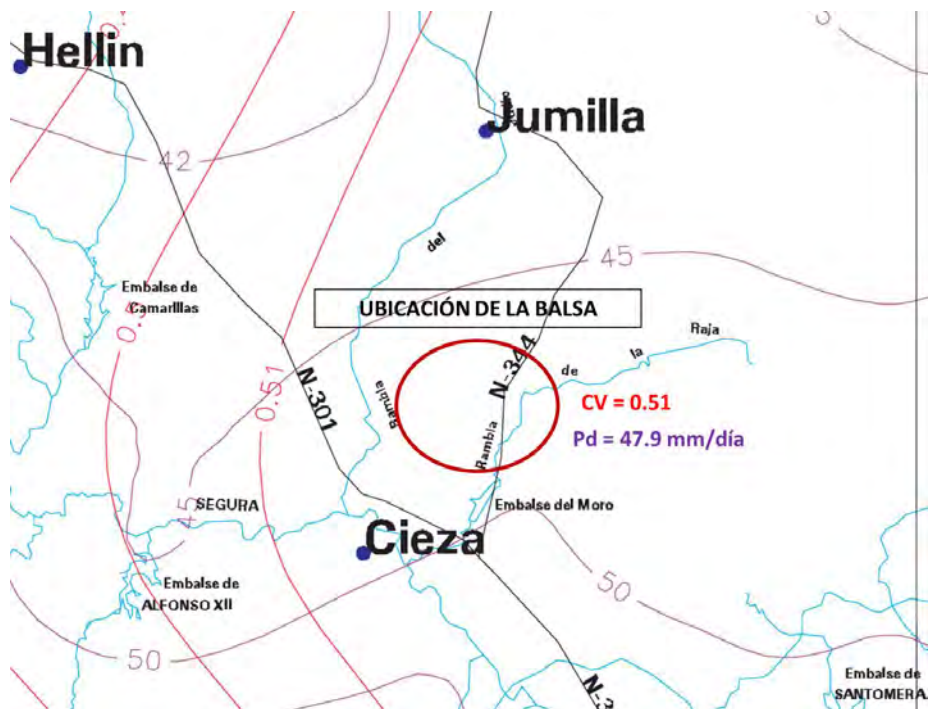 Hellin
Jumilla
42
45
del
Embalse de
Camarillas
UBICACIÓN DE LA BALSA
Raja
la
de
N-344
Rambla
N-301
0.51
CV = 0.51
Pd = 47.9 mm/día
Rambla
45
SEGURA
Embalse del Moro
Cieza
Embalse de
ALFONSO XII
50
50
Embalse de
SANTOMERA